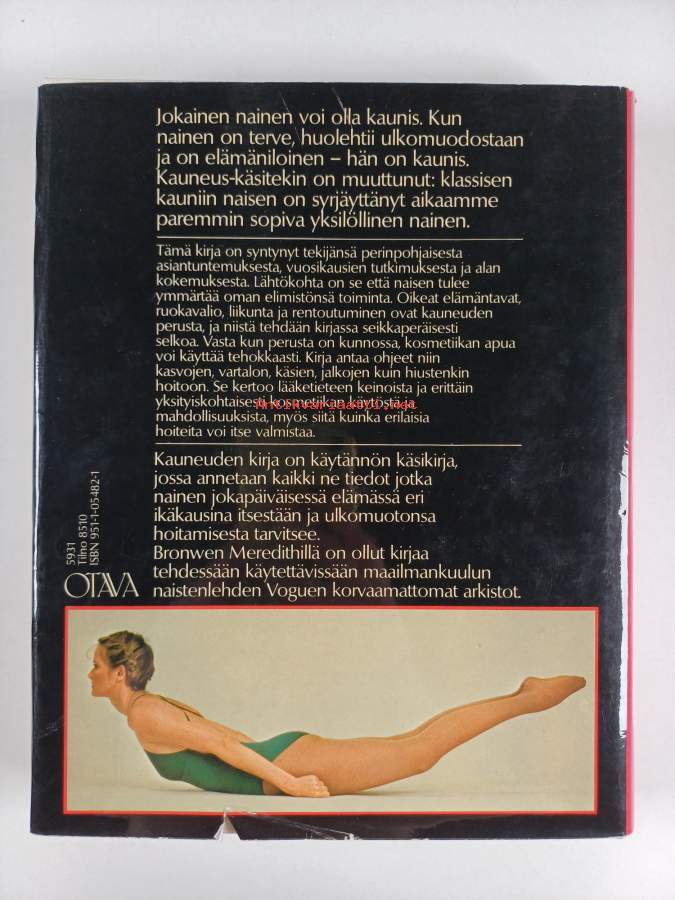 Jokainen nainen voi olla kaunis. Kun
nainen on terve, huolehtii ulkomuodostaan
ja on elämäniloinen – hän on kaunis.
Kauneus-käsitekin on muuttunut: klassisen
kauniin naisen on syrjäyttänyt aikaamme
paremmin sopiva yksilöllinen nainen.
Tämä kirja on syntynyt tekijänsä perinpohjaisesta
asiantuntemuksesta, vuosikausien tutkimuksesta ja alan
kokemuksesta. Lähtökohta on se että naisen tulee
ymmärtää oman elimistönsä toiminta. Oikeat elämäntavat,
ruokavalio, liikunta ja rentoutuminen ovat kauneuden
perusta, ja niistä tehdään kirjassa seikkaperäisesti
selkoa. Vasta kun perusta on kunnossa, kosmetiikan apua
voi käyttää tehokkaasti. Kirja antaa ohjeet niin
kasvojen, vartalon, käsien, jalkojen kuin hiustenkin
hoitoon. Se kertoo lääketieteen keinoista ja erittäin
yksityiskohtaisesti kosmetiikan käytöstä ja
Antikvariaatti.net
mahdollisuuksista, myös siitä kuinka erilaisia
hoiteita voi itse valmistaa.
Kauneuden kirja on käytännön käsikirja,
jossa annetaan kaikki ne tiedot jotka
nainen jokapäiväisessä elämässä eri
ikäkausina itsestään ja ulkomuotonsa
hoitamisesta tarvitsee.
Bronwen Meredithillä on ollut kirjaa
tehdessään käytettävissään maailmankuulun
naistenlehden Voguen korvaamattomat arkistot.
5931
Tilno 8510
ISBN 951-1-05482-1
OTAVA